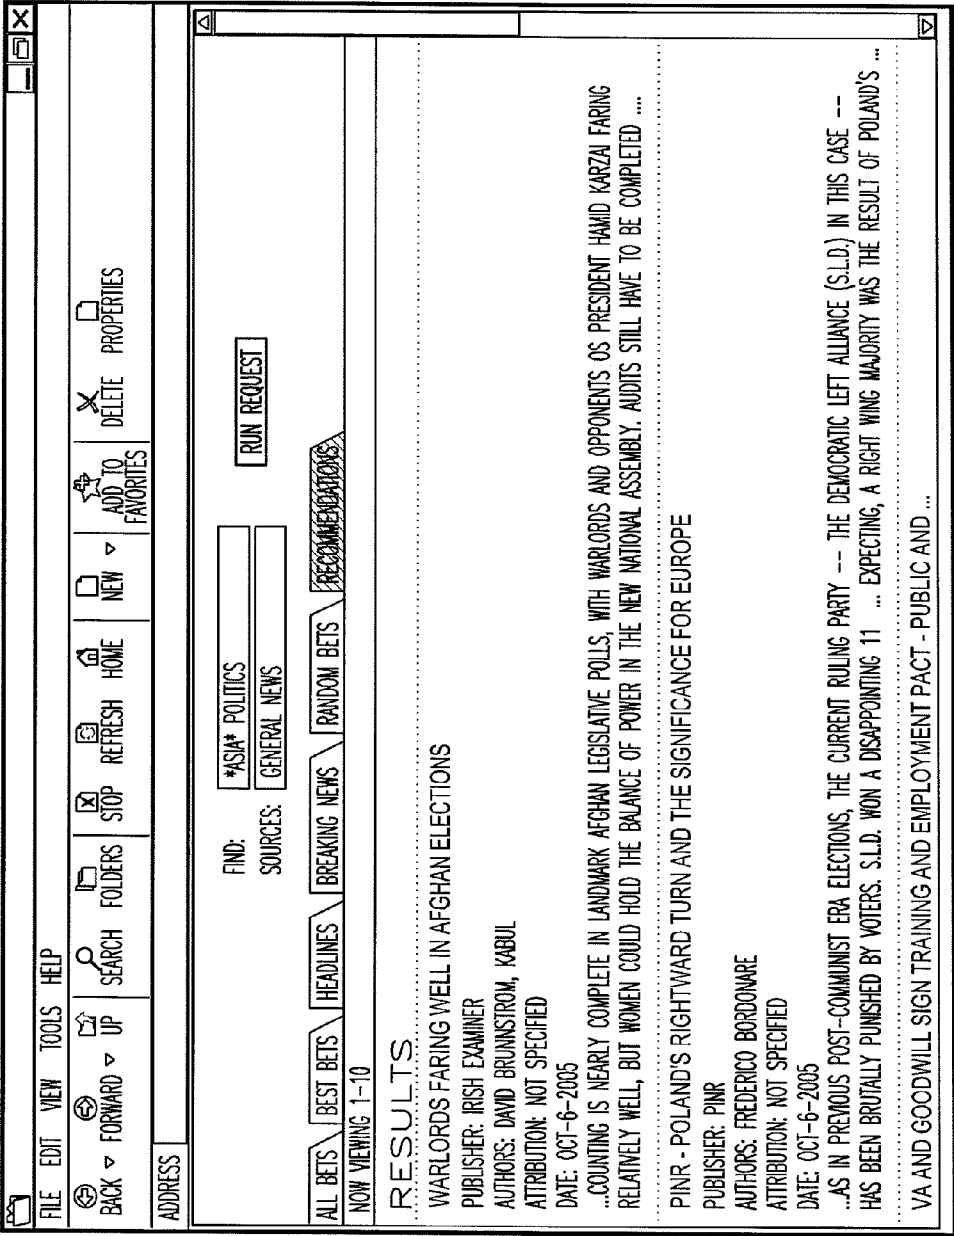 FILE EDIT VIEW TOOLS HELP
BACK FORWARD UP SEARCH FOLDERS STOP REFRESH HOME NEW ADD TO FAVORITES DELETE PROPERTIES
ADDRESS
FIND: *ASIA* POLITICS RUN REQUEST
SOURCES: GENERAL NEWS
ALL BETS BEST BETS HEADLINES BREAKING NEWS RANDOM BETS RECOMMENDATIONS
NOW VIEWING 1-10
RESULTS
WARLORDS FARING WELL IN AFGHAN ELECTIONS
PUBLISHER: IRISH EXAMINER
AUTHORS: DAVID BRUNNSTROM, KABUL
ATTRIBUTION: NOT SPECIFIED
DATE: OCT-6-2005
...COUNTING IS NEARLY COMPLETE IN LANDMARK AFGHAN LEGISLATIVE POLLS, WITH WARLORDS AND OPPONENTS OS PRESIDENT HAMID KARZAI FARING
RELATIVELY WELL, BUT WOMEN COULD HOLD THE BALANCE OF POWER IN THE NEW NATIONAL ASSEMBLY. AUDITS STILL HAVE TO BE COMPLETED ....
PINR - POLAND'S RIGHTWARD TURN AND THE SIGNIFICANCE FOR EUROPE
PUBLISHER: PINR
AUTHORS: FREDERICO BORDONARE
ATTRIBUTION: NOT SPECIFIED
DATE: OCT-6-2005
...AS IN PREVIOUS POST-COMMUNIST ERA ELECTIONS, THE CURRENT RULING PARTY --- THE DEMOCRATIC LEFT ALLIANCE (S.L.D.) IN THIS CASE --
HAS BEEN BRUTALLY PUNISHED BY VOTERS. S.L.D. WON A DISAPPOINTING 11 ... EXPECTING, A RIGHT WING MAJORITY WAS THE RESULT OF POLAND'S ...
VA AND GOODWILL SIGN TRAINING AND EMPLOYMENT PACT - PUBLIC AND ...